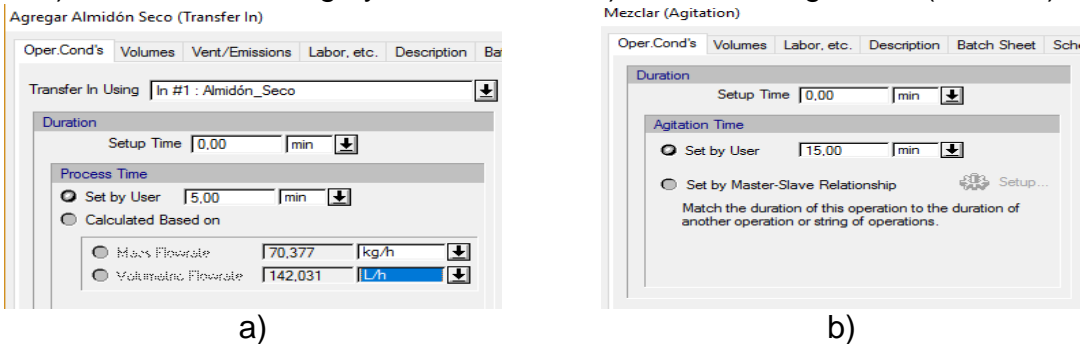 Agregar Almidón Seco (Transfer In)
Oper.Cond's Volumes Vent/Emissions Labor, etc. Description
Transfer In Using In #1 : Almidón_Seco
Duration
Setup Time 0,00 min
Process Time
Set by User 5,00 min
Calculated Based on
Mass Flowrate 70,377 kg/h
Volumetric Flowrate 142,031 L/h
a)
Mezclar (Agitation)
Oper.Cond's Volumes Labor, etc. Description Batch Sheet
Duration
Setup Time 0,00 min
Agitation Time
Set by User 15,00 min
Set by Master-Slave Relationship Setup...
Match the duration of this operation to the duration of
another operation or string of operations.
b)